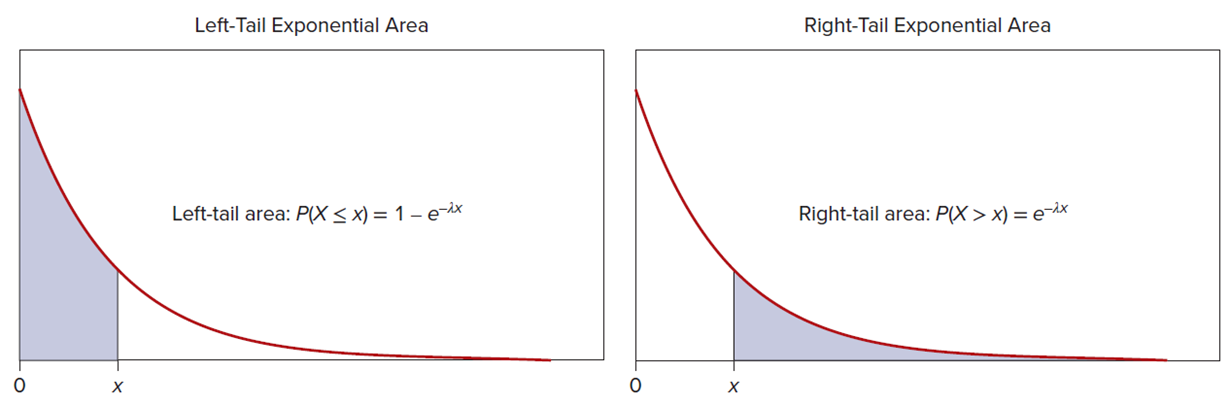 Left-Tail Exponential Area
Left-tail area: P(X ≤ x) = 1 – e^–λx
0 x
Right-Tail Exponential Area
Right-tail area: P(X > x) = e^–λx
0 x